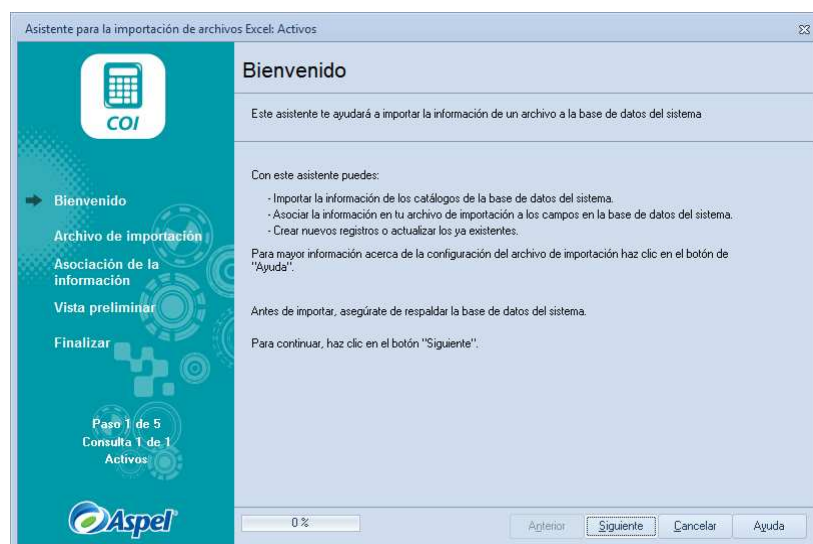 Asistente para la importación de archivos Excel: Activos
COI
Bienvenido
Archivo de importación
Asociación de la
información
Vista preliminar
Finalizar
Paso 1 de 5
Consulta 1 de 1
Activos
Aspel
Bienvenido
Este asistente te ayudará a importar la información de un archivo a la base de datos del sistema
Con este asistente puedes:
- Importar la información de los catálogos de la base de datos del sistema.
- Asociar la información en tu archivo de importación a los campos en la base de datos del sistema.
- Crear nuevos registros o actualizar los ya existentes.
Para mayor información acerca de la configuración del archivo de importación haz clic en el botón de
"Ayuda".
Antes de importar, asegúrate de respaldar la base de datos del sistema.
Para continuar, haz clic en el botón "Siguiente".
0 %
Anterior
Siguiente
Cancelar
Ayuda